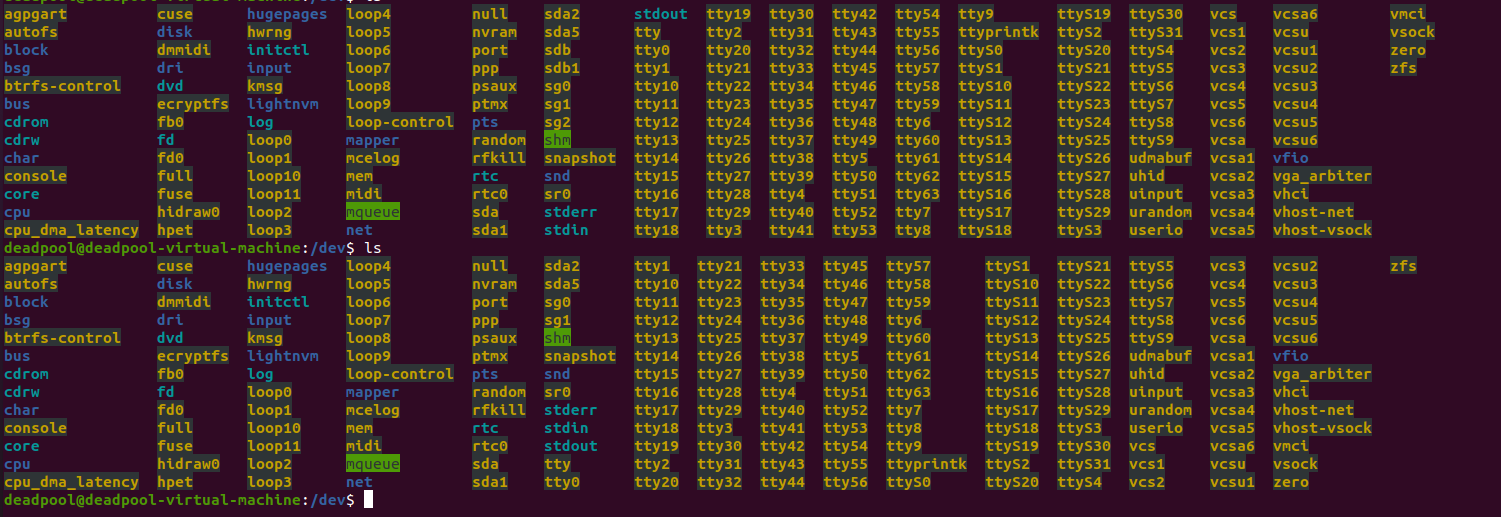 deadpool@deadpool-virtual-machine:/dev$ ls
agpgart cuse hugepages loop4 null sda2 stdout tty19 tty30 tty42 tty54 tty9 ttyS19 ttyS30 vcs vcsa6 vmci
autofs disk hwrng loop5 nvram sda5 tty tty2 tty31 tty43 tty55 ttyprintk ttyS2 ttyS31 vcs1 vcsu vsock
block dmmidi initctl loop6 port sdb tty0 tty20 tty32 tty44 tty56 ttyS0 ttyS20 ttyS4 vcs2 vcsu1 zero
bsg dri input loop7 ppp sdb1 tty1 tty21 tty33 tty45 tty57 ttyS1 ttyS21 ttyS5 vcs3 vcsu2 zfs
btrfs-control dvd kmsg loop8 psaux sg0 tty10 tty22 tty34 tty46 tty58 ttyS10 ttyS22 ttyS6 vcs4 vcsu3
bus ecryptfs lightnvm loop9 ptmx sg1 tty11 tty23 tty35 tty47 tty59 ttyS11 ttyS23 ttyS7 vcs5 vcsu4
cdrom fb0 log loop-control pts sg2 tty12 tty24 tty36 tty48 tty6 ttyS12 ttyS24 ttyS8 vcs6 vcsu5
cdrw fd loop0 mapper random shm tty13 tty25 tty37 tty49 tty60 ttyS13 ttyS25 ttyS9 vcsa vcsu6
char fd0 loop1 mcelog rfkill snapshot tty14 tty26 tty38 tty5 tty61 ttyS14 ttyS26 udmabuf vcsa1 vfio
console full loop10 mem rtc snd tty15 tty27 tty39 tty50 tty62 ttyS15 ttyS27 uhid vcsa2 vga_arbiter
core fuse loop11 midi rtc0 sr0 tty16 tty28 tty4 tty51 tty63 ttyS16 ttyS28 uinput vcsa3 vhci
cpu hidraw0 loop2 mqueue sda stderr tty17 tty29 tty40 tty52 tty7 ttyS17 ttyS29 urandom vcsa4 vhost-net
cpu_dma_latency hpet loop3 net sda1 stdin tty18 tty3 tty41 tty53 tty8 ttyS18 ttyS3 userio vcsa5 vhost-vsock
deadpool@deadpool-virtual-machine:/dev$ ls
agpgart cuse hugepages loop4 null sda2 tty1 tty21 tty33 tty45 tty57 ttyS1 ttyS21 ttyS5 vcs3 vcsu2 zfs
autofs disk hwrng loop5 nvram sda5 tty10 tty22 tty34 tty46 tty58 ttyS10 ttyS22 ttyS6 vcs4 vcsu3
block dmmidi initctl loop6 port sg0 tty11 tty23 tty35 tty47 tty59 ttyS11 ttyS23 ttyS7 vcs5 vcsu4
bsg dri input loop7 ppp sg1 tty12 tty24 tty36 tty48 tty6 ttyS12 ttyS24 ttyS8 vcs6 vcsu5
btrfs-control dvd kmsg loop8 psaux shm tty13 tty25 tty37 tty49 tty60 ttyS13 ttyS25 ttyS9 vcsa vcsu6
bus ecryptfs lightnvm loop9 ptmx snapshot tty14 tty26 tty38 tty5 tty61 ttyS14 ttyS26 udmabuf vcsa1 vfio
cdrom fb0 log loop-control pts snd tty15 tty27 tty39 tty50 tty62 ttyS15 ttyS27 uhid vcsa2 vga_arbiter
cdrw fd loop0 mapper random sr0 tty16 tty28 tty4 tty51 tty63 ttyS16 ttyS28 uinput vcsa3 vhci
char fd0 loop1 mcelog rfkill stderr tty17 tty29 tty40 tty52 tty7 ttyS17 ttyS29 urandom vcsa4 vhost-net
console full loop10 mem rtc stdin tty18 tty3 tty41 tty53 tty8 ttyS18 ttyS3 userio vcsa5 vhost-vsock
core fuse loop11 midi rtc0 stdout tty19 tty30 tty42 tty54 tty9 ttyS19 ttyS30 vcs vcsa6 vmci
cpu hidraw0 loop2 mqueue sda tty tty2 tty31 tty43 tty55 ttyprintk ttyS2 ttyS31 vcs1 vcsu vsock
cpu_dma_latency hpet loop3 net sda1 tty0 tty20 tty32 tty44 tty56 ttyS0 ttyS20 ttyS4 vcs2 vcsu1 zero
deadpool@deadpool-virtual-machine:/dev$